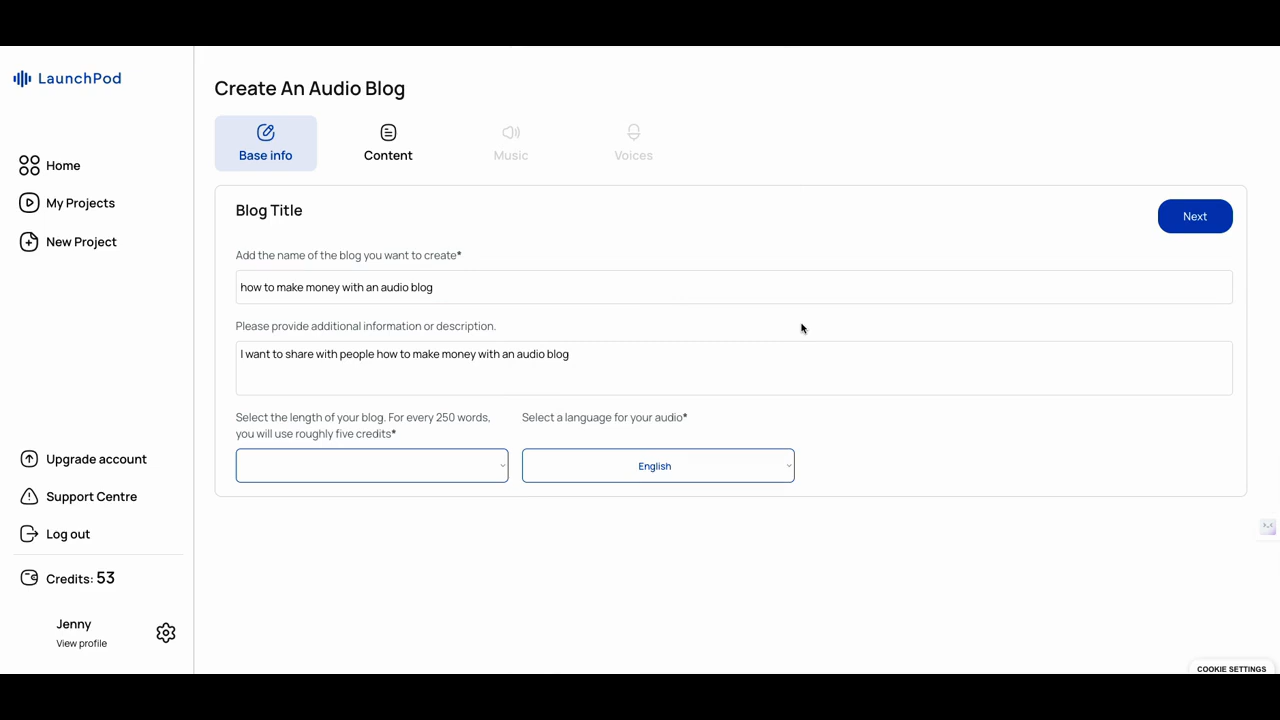 LaunchPod
Home
My Projects
New Project
Upgrade account
Support Centre
Log out
Credits: 53
Jenny
View profile
Create An Audio Blog
Base info
Content
Music
Voices
Blog Title
Next
Add the name of the blog you want to create*
how to make money with an audio blog
Please provide additional information or description.
I want to share with people how to make money with an audio blog
Select the length of your blog. For every 250 words,
you will use roughly five credits*
Select a language for your audio*
English
COOKIE SETTINGS